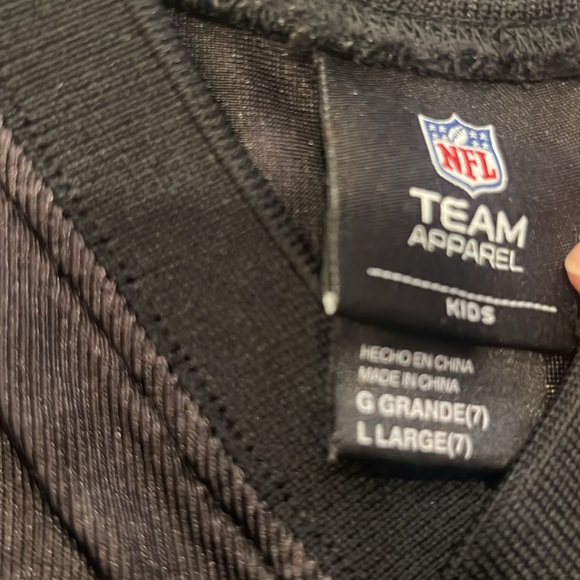 NFL
TEAM
APPAREL
KIDS
HECHO EN CHINA
MADE IN CHINA
G GRANDE(7)
L LARGE(7)